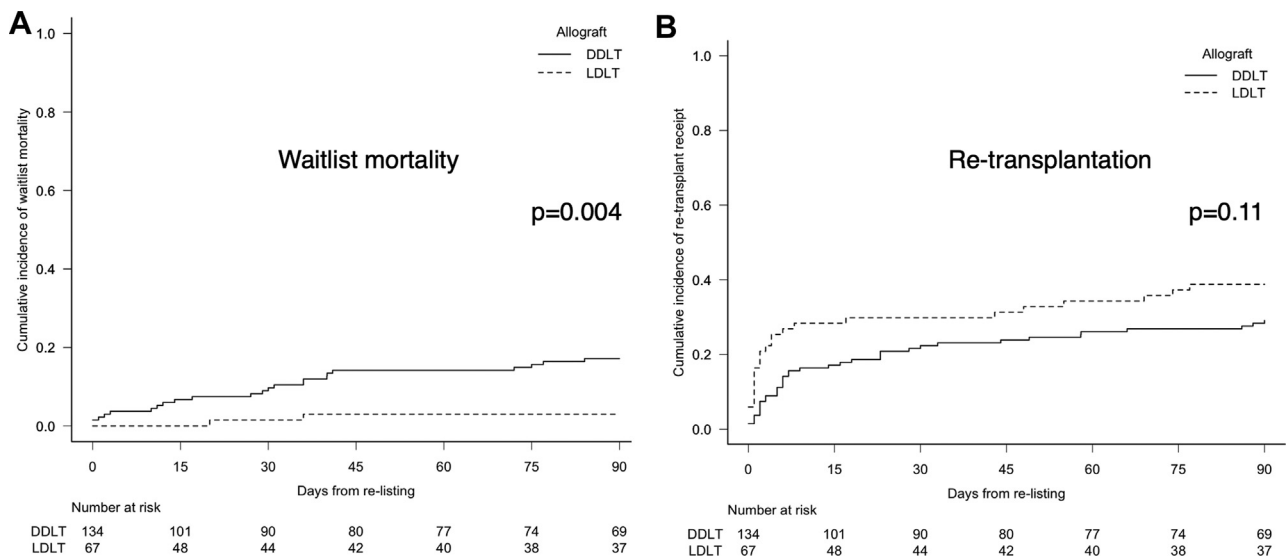 A
Cumulative incidence of waitlist mortality
1.0
0.8
0.6
0.4
0.2
0.0
Allograft
DDLT
LDLT
Waitlist mortality
p=0.004
0 15 30 45 60 75 90
Days from re-listing
Number at risk
DDLT 134 101 90 80 77 74 69
LDLT 67 48 44 42 40 38 37
B
Cumulative incidence of re-transplant receipt
1.0
0.8
0.6
0.4
0.2
0.0
Allograft
DDLT
LDLT
Re-transplantation
p=0.11
0 15 30 45 60 75 90
Days from re-listing
Number at risk
DDLT 134 101 90 80 77 74 69
LDLT 67 48 44 42 40 38 37